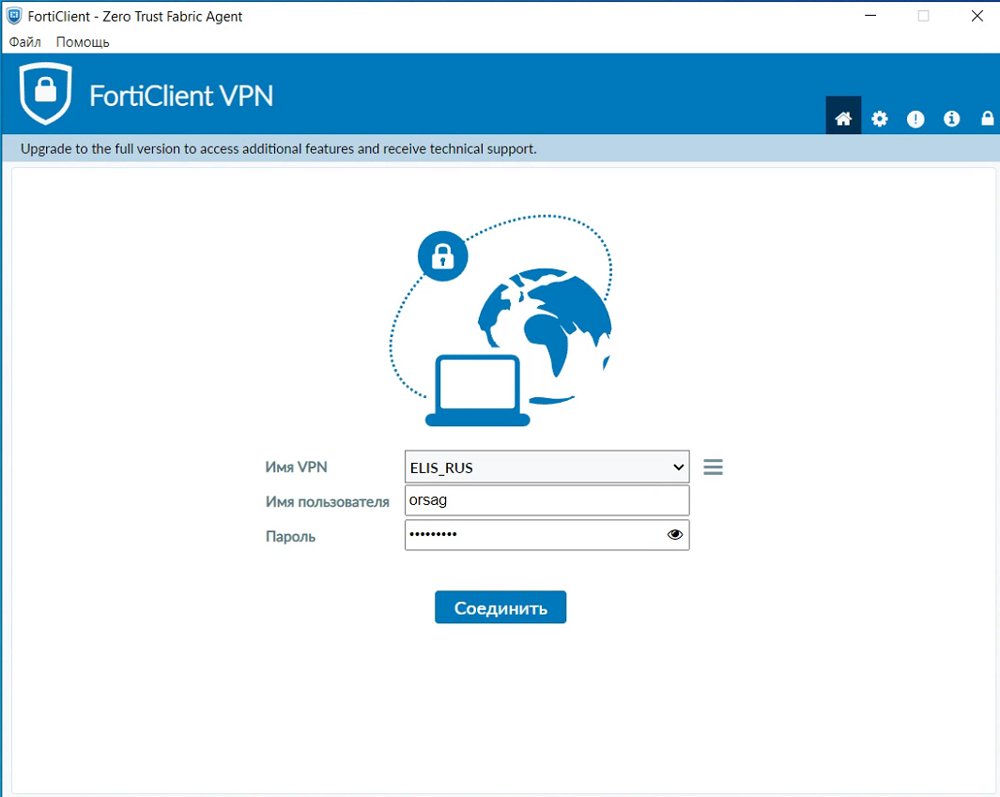 FortiClient - Zero Trust Fabric Agent
Файл Помощь
FortiClient VPN
Upgrade to the full version to access additional features and receive technical support.
Имя VPN ELIS_RUS
Имя пользователя orsag
Пароль •••••••••
Соединить